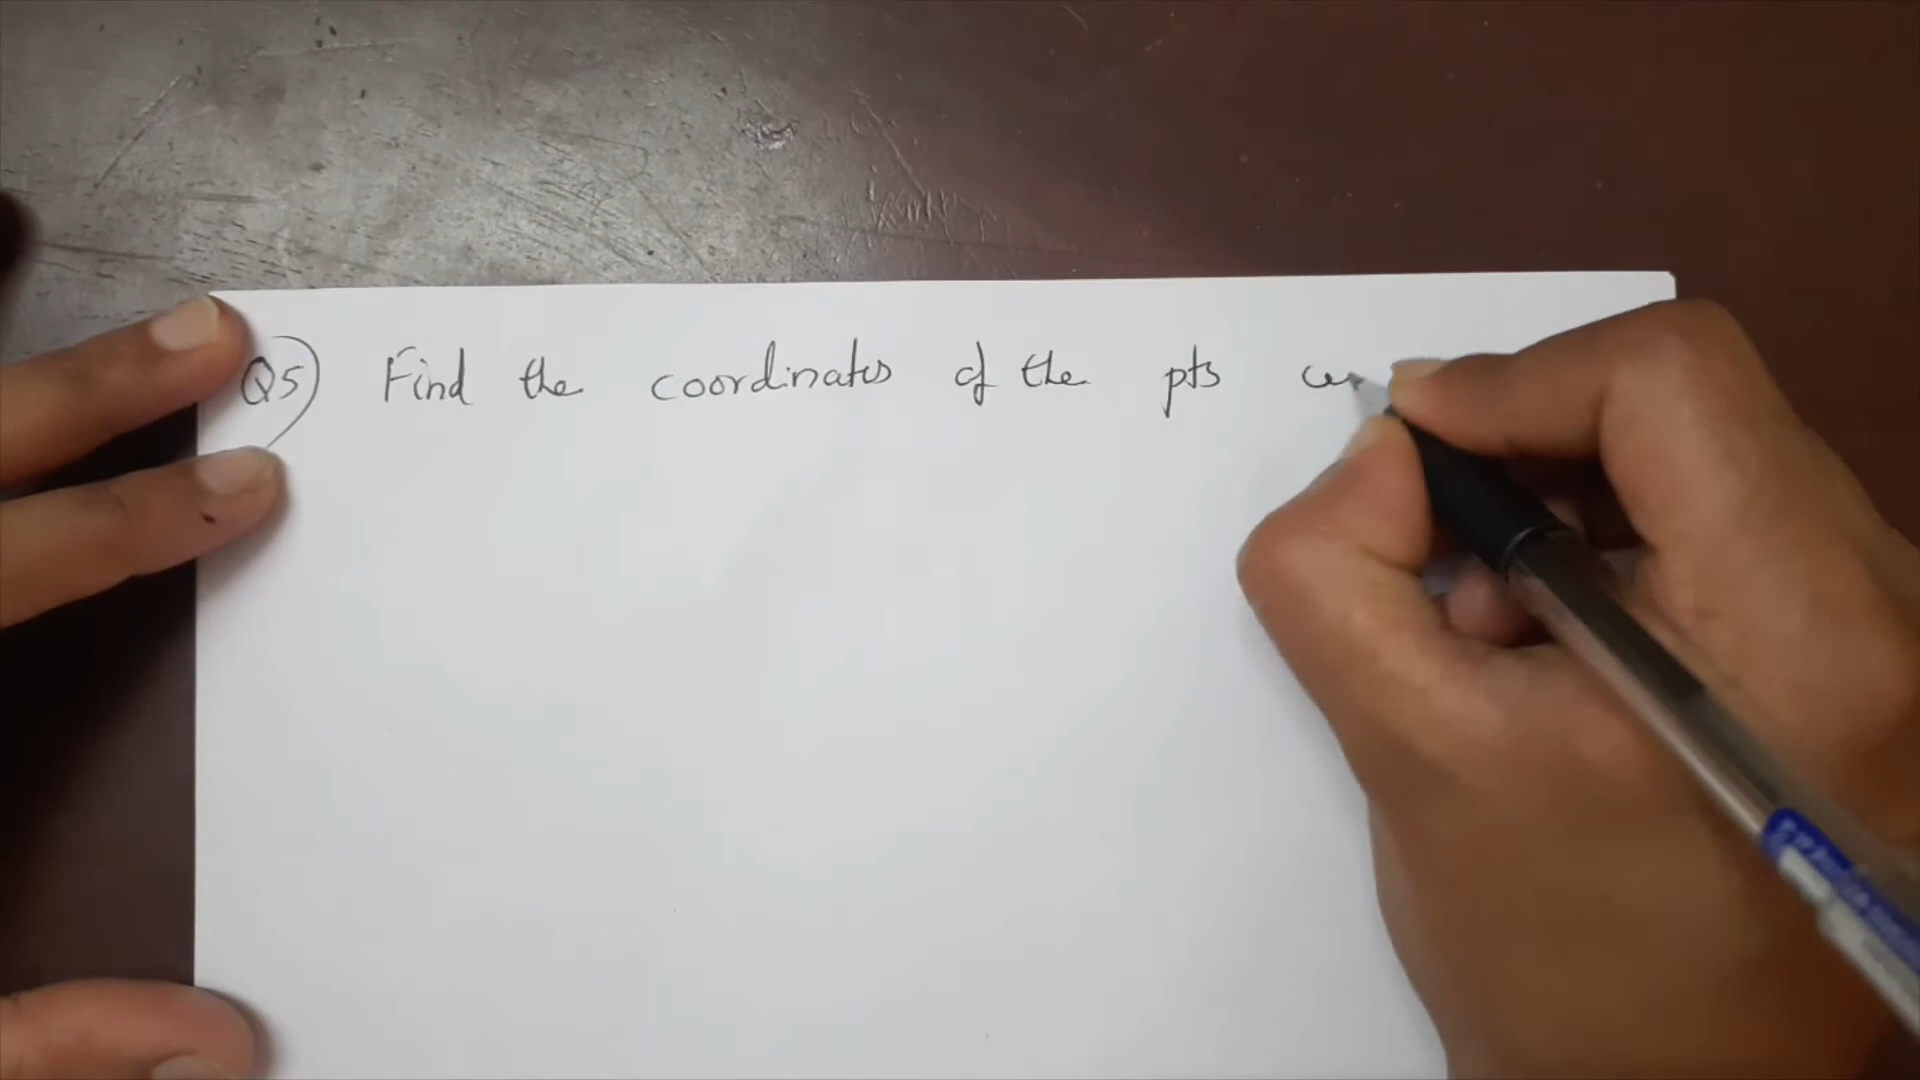 Q5) Find the coordinates of the pts